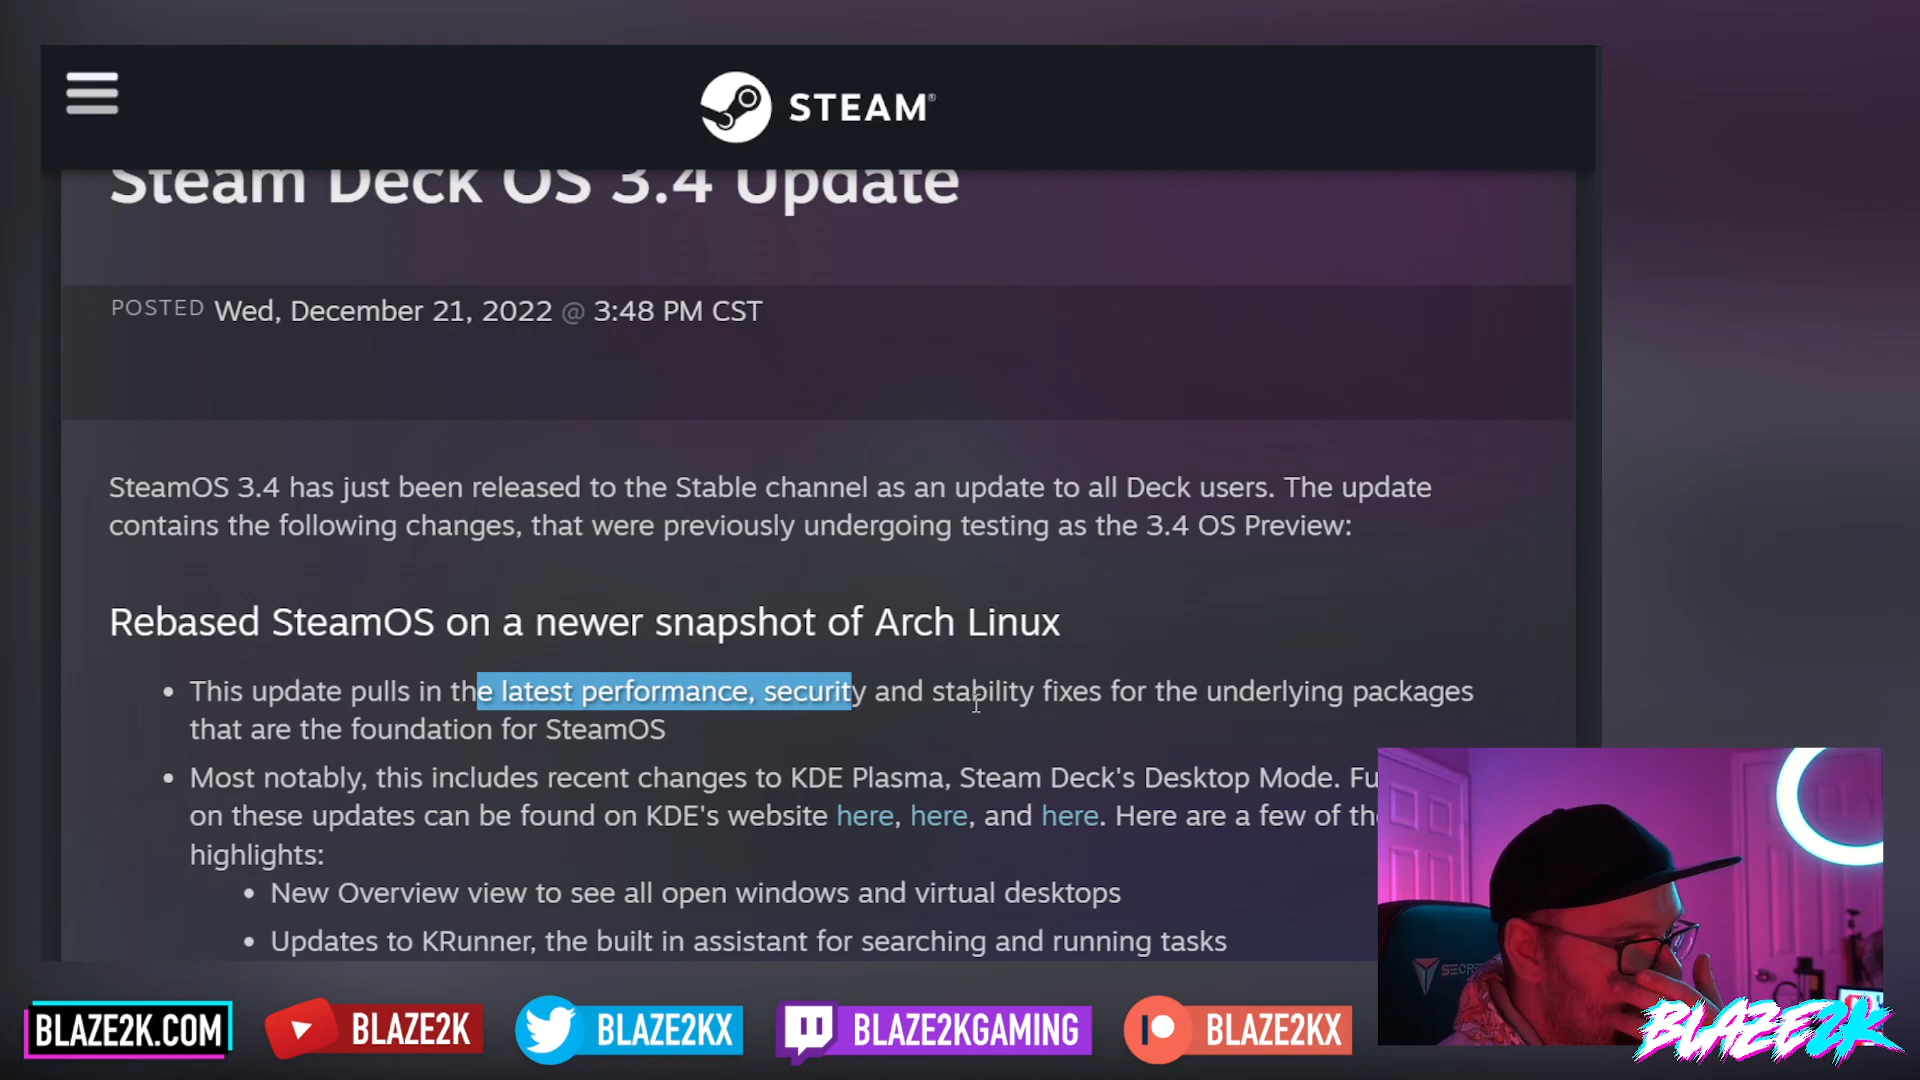 STEAM®
Steam Deck OS 3.4 Update
POSTED Wed, December 21, 2022 @ 3:48 PM CST
SteamOS 3.4 has just been released to the Stable channel as an update to all Deck users. The update
contains the following changes, that were previously undergoing testing as the 3.4 OS Preview:
Rebased SteamOS on a newer snapshot of Arch Linux
• This update pulls in the latest performance, security and stability fixes for the underlying packages
that are the foundation for SteamOS
• Most notably, this includes recent changes to KDE Plasma, Steam Deck's Desktop Mode.
on these updates can be found on KDE's website here, here, and here. Here are a few of
highlights:
• New Overview view to see all open windows and virtual desktops
• Updates to KRunner, the built in assistant for searching and running tasks
BLAZE2K.COM
BLAZE2K
BLAZE2KX
BLAZE2KGAMING
BLAZE2KX
BLAZE2K